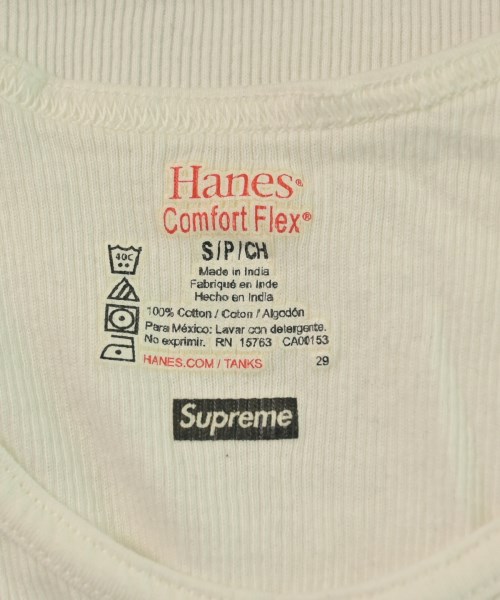 Hanes®
Comfort Flex®
S/P/CH
40C
Made in India
Fabriqué en Inde
Hecho en India
100% Cotton / Coton / Algodón
Para México: Lavar con detergente.
No exprimir. RN 15763 CA00153
HANES.COM / TANKS 29
Supreme